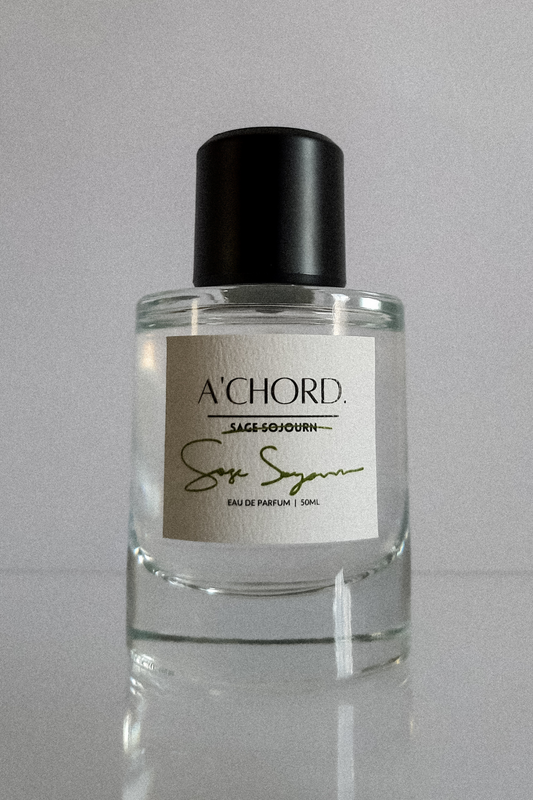 A'CHORD.
SAGE SOJOURN
Sage Sojourn
EAU DE PARFUM | 50ML